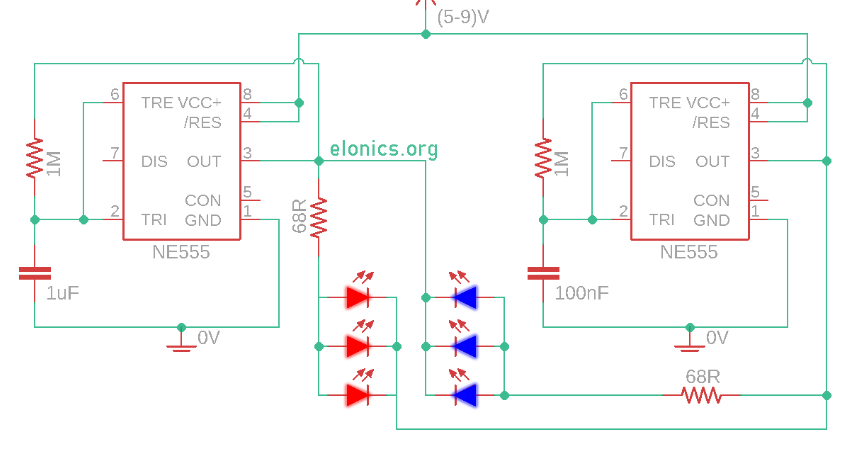 (5-9)V
6 TRE VCC+ 8
/RES 4
7 DIS OUT 3
CON 5
2 TRI GND 1
NE555
1M
1uF
0V
elonics.org
68R
6 TRE VCC+ 8
/RES 4
7 DIS OUT 3
CON 5
2 TRI GND 1
NE555
1M
100nF
0V
68R